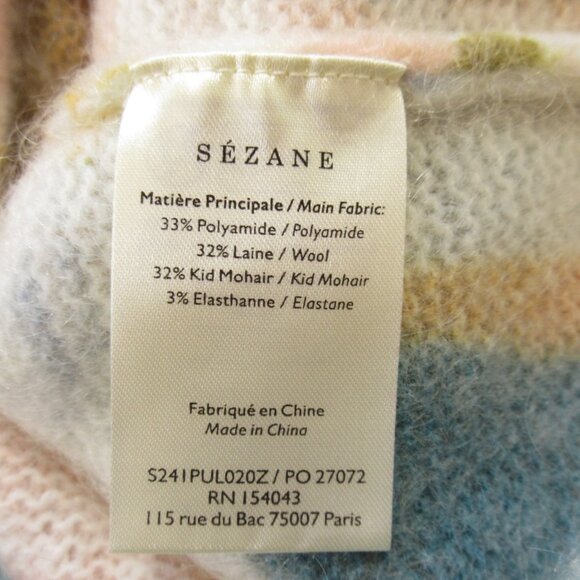 SÉZANE
Matière Principale / Main Fabric:
33% Polyamide / Polyamide
32% Laine / Wool
32% Kid Mohair / Kid Mohair
3% Elasthanne / Elastane
Fabriqué en Chine
Made in China
S241PUL020Z / PO 27072
RN 154043
115 rue du Bac 75007 Paris